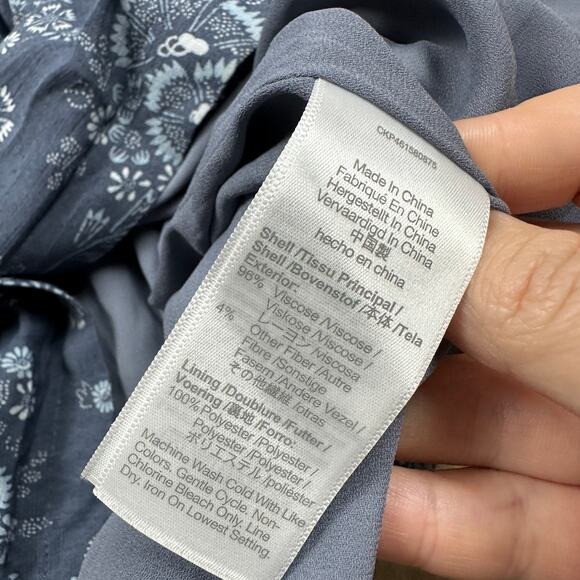 CKP461580875
Made In China
Fabriqué En Chine
Hergestellt In China
Vervaardigd In China
中国製
hecho en china
Shell /Tissu Principal /
Shell /Bovenstof /本体 /Tela
Exterior:
96% Viscose /Viscose /
Viskose /Viscose /
レーヨン /viscosa
4% Other Fiber /Autre
Fibre /Sonstige
Fasern /Andere Vezel /
その他繊維 /otras
Lining /Doublure /Futter /
Voering /裏地 /Forro:
100% Polyester /Polyester /
Polyester /Polyester /
ポリエステル /poliéster
Machine Wash Cold With Like
Colors, Gentle Cycle. Non-
Chlorine Bleach Only. Line
Dry. Iron On Lowest Setting.